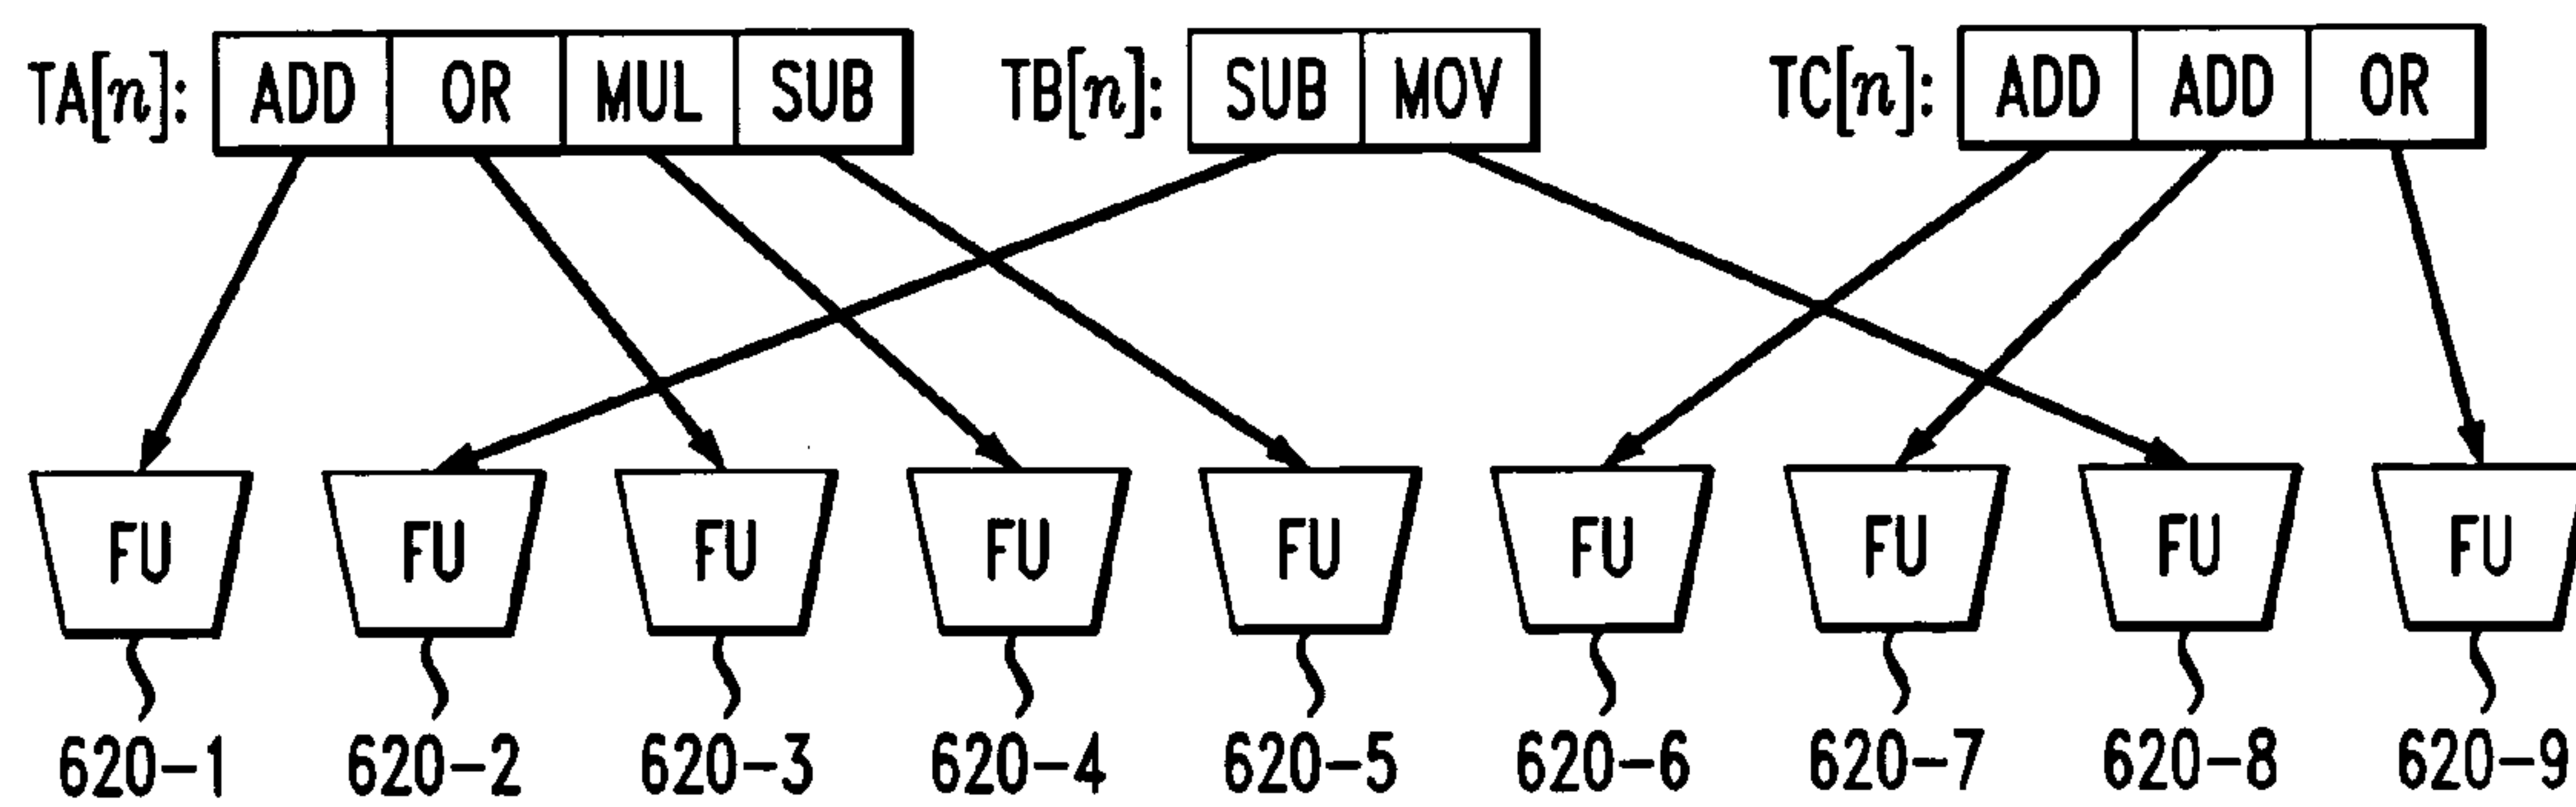 TA[n]: ADD OR MUL SUB TB[n]: SUB MOV TC[n]: ADD ADD OR
FU FU FU FU FU FU FU FU FU
620-1 620-2 620-3 620-4 620-5 620-6 620-7 620-8 620-9